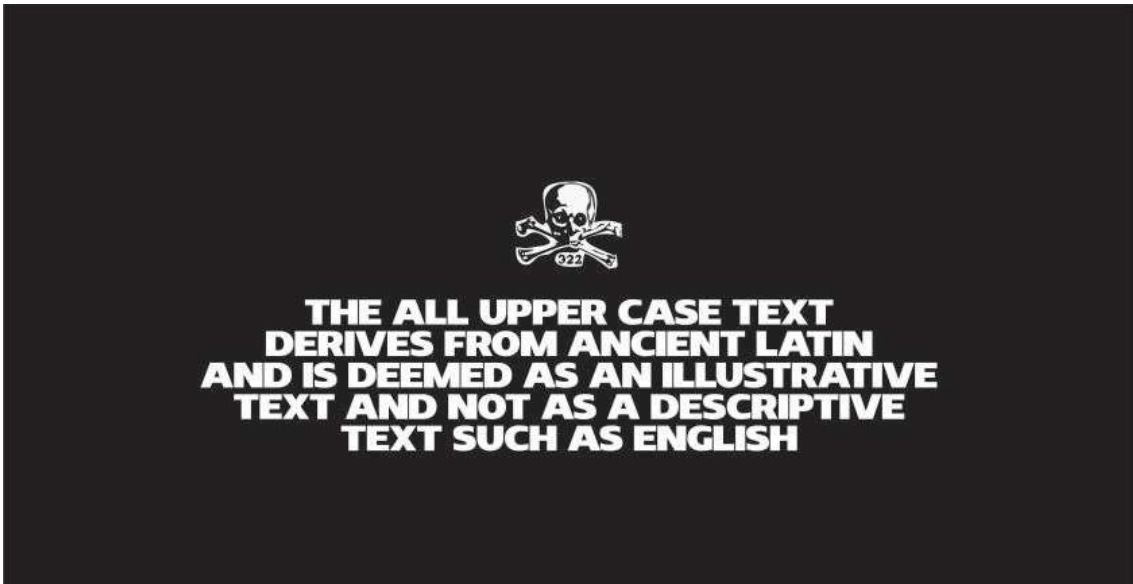 322
THE ALL UPPER CASE TEXT
DERIVES FROM ANCIENT LATIN
AND IS DEEMED AS AN ILLUSTRATIVE
TEXT AND NOT AS A DESCRIPTIVE
TEXT SUCH AS ENGLISH